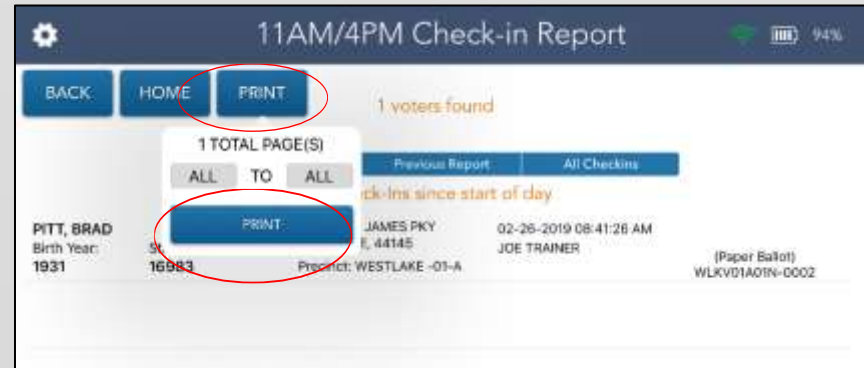 11AM/4PM Check-in Report 94%
BACK HOME PRINT
1 voters found
1 TOTAL PAGE(S)
ALL TO ALL
Previous Report All Checkins
ck-Ins since start of day
PRINT
PITT, BRAD JAMES PKY 02-26-2019 08:41:26 AM
Birth Year: St E, 44145 JOE TRAINER
(Paper Ballot)
1931 16983 Precinct: WESTLAKE -01-A
WLKV01A01N-0002